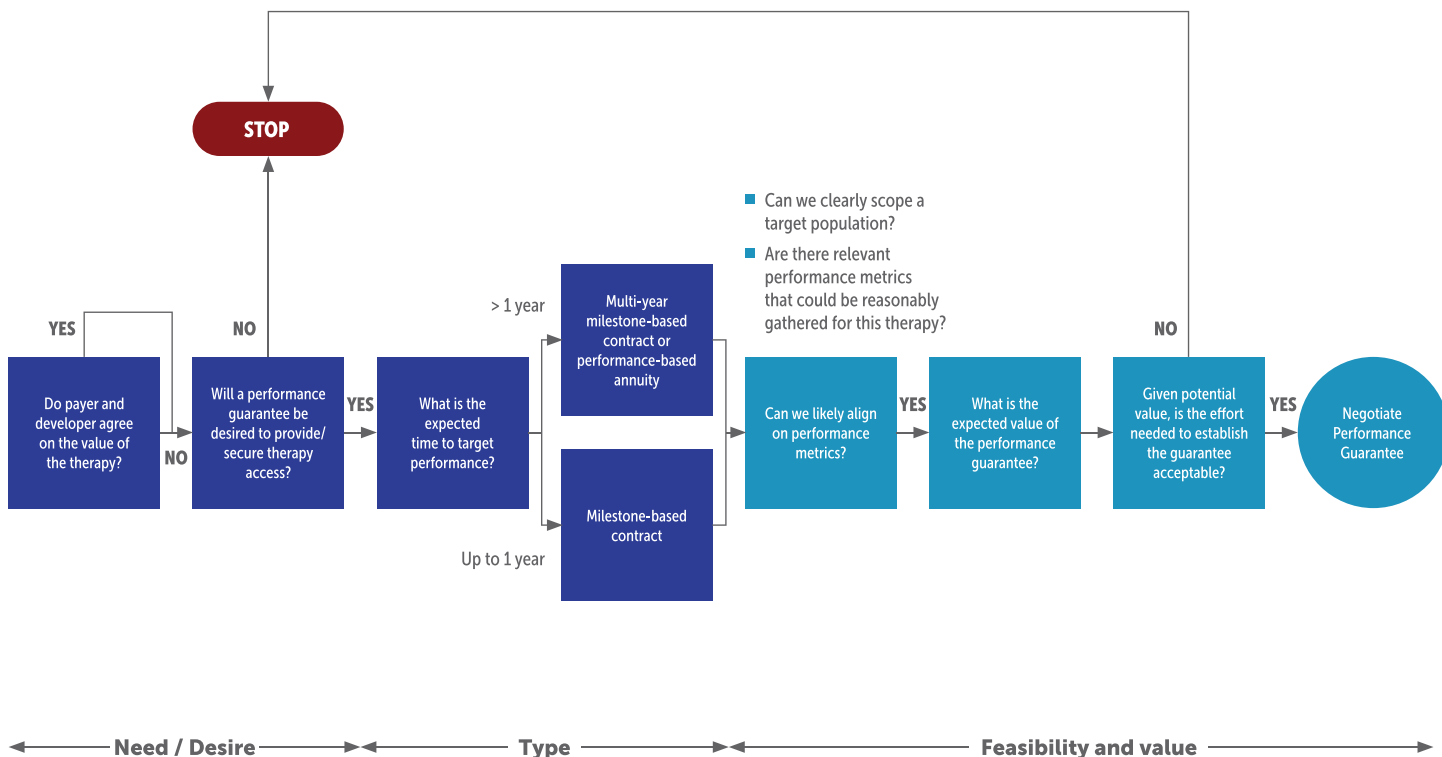 STOP
Can we clearly scope a
target population?
Are there relevant
performance metrics
that could be reasonably
gathered for this therapy?
YES
NO
> 1 year
NO
Do payer and
developer agree
on the value of
the therapy?
NO
Will a performance
guarantee be
desired to provide/
secure therapy
access?
YES
What is the
expected
time to target
performance?
Multi-year
milestone-based
contract or
performance-based
annuity
Up to 1 year
Milestone-based
contract
Can we likely align
on performance
metrics?
YES
What is the
expected value of
the performance
guarantee?
Given potential
value, is the effort
needed to establish
the guarantee
acceptable?
YES
Negotiate
Performance
Guarantee
Need / Desire
Type
Feasibility and value